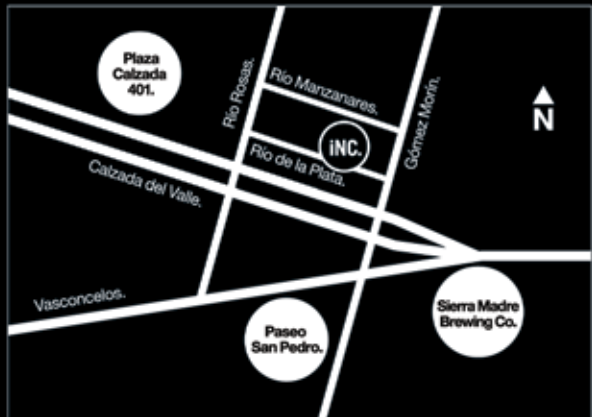 Plaza
Calzada
401.
Río Rosas.
Río Manzanares.
Gómez Morín.
N
iNC.
Río de la Plata.
Calzada del Valle.
Vasconcelos.
Sierra Madre
Brewing Co.
Paseo
San Pedro.